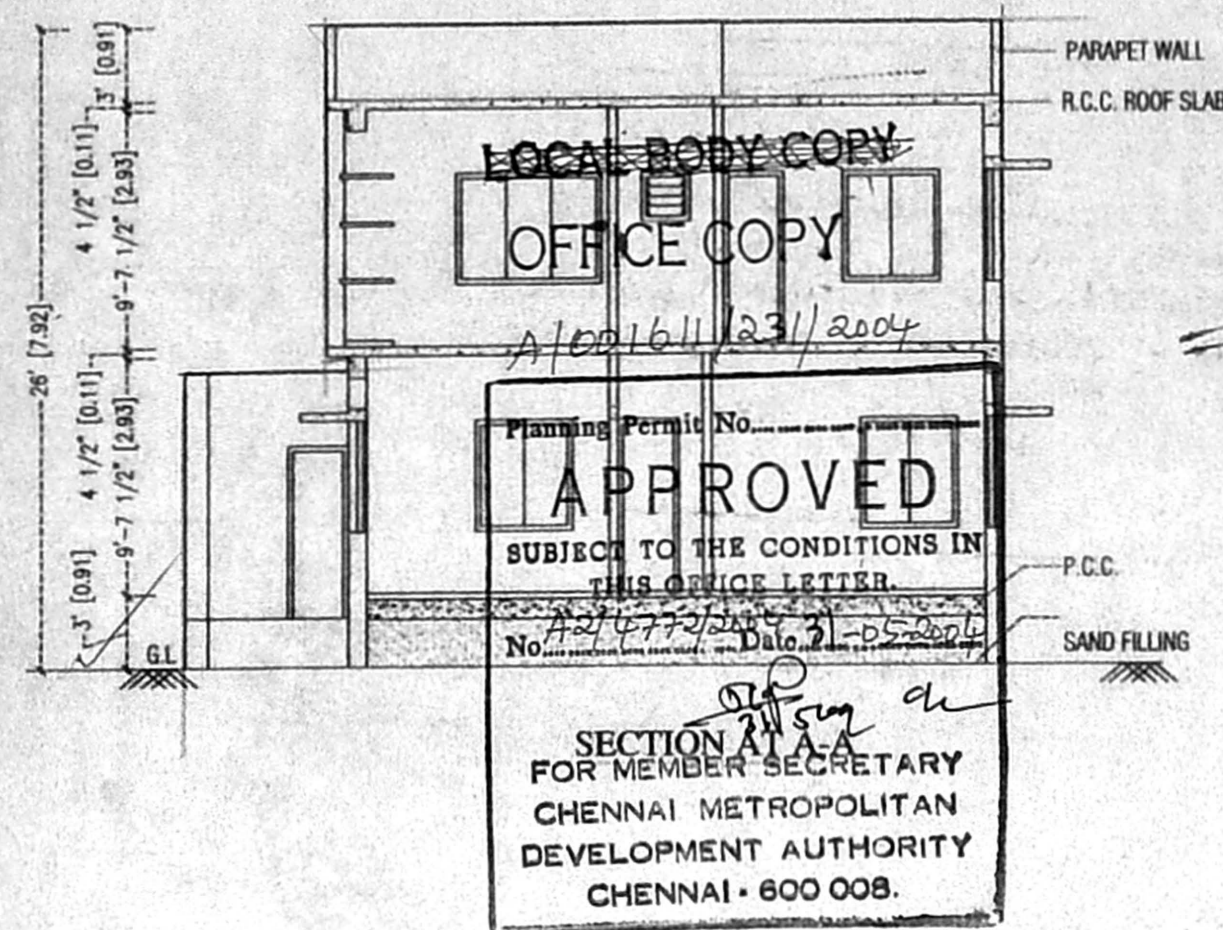 PARAPET WALL
R.C.C. ROOF SLAB
3' [0.91]
4 1/2" [0.11]
9'-7 1/2" [2.93]
26' [7.92]
4 1/2" [0.11]
9'-7 1/2" [2.93]
3' [0.91]
G.L
LOCAL BODY COPY
OFFICE COPY
A/001611/231/2004
Planning Permit No.
APPROVED
SUBJECT TO THE CONDITIONS IN
THIS OFFICE LETTER.
No. A2/4772/2004 Date 31-05-2004
P.C.C.
SAND FILLING
SECTION AT A-A
FOR MEMBER SECRETARY
CHENNAI METROPOLITAN
DEVELOPMENT AUTHORITY
CHENNAI - 600 008.